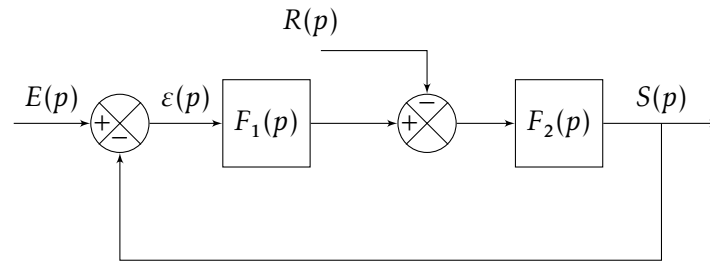 R(p)
E(p) ε(p) S(p)
+ − F₁(p) + − F₂(p)